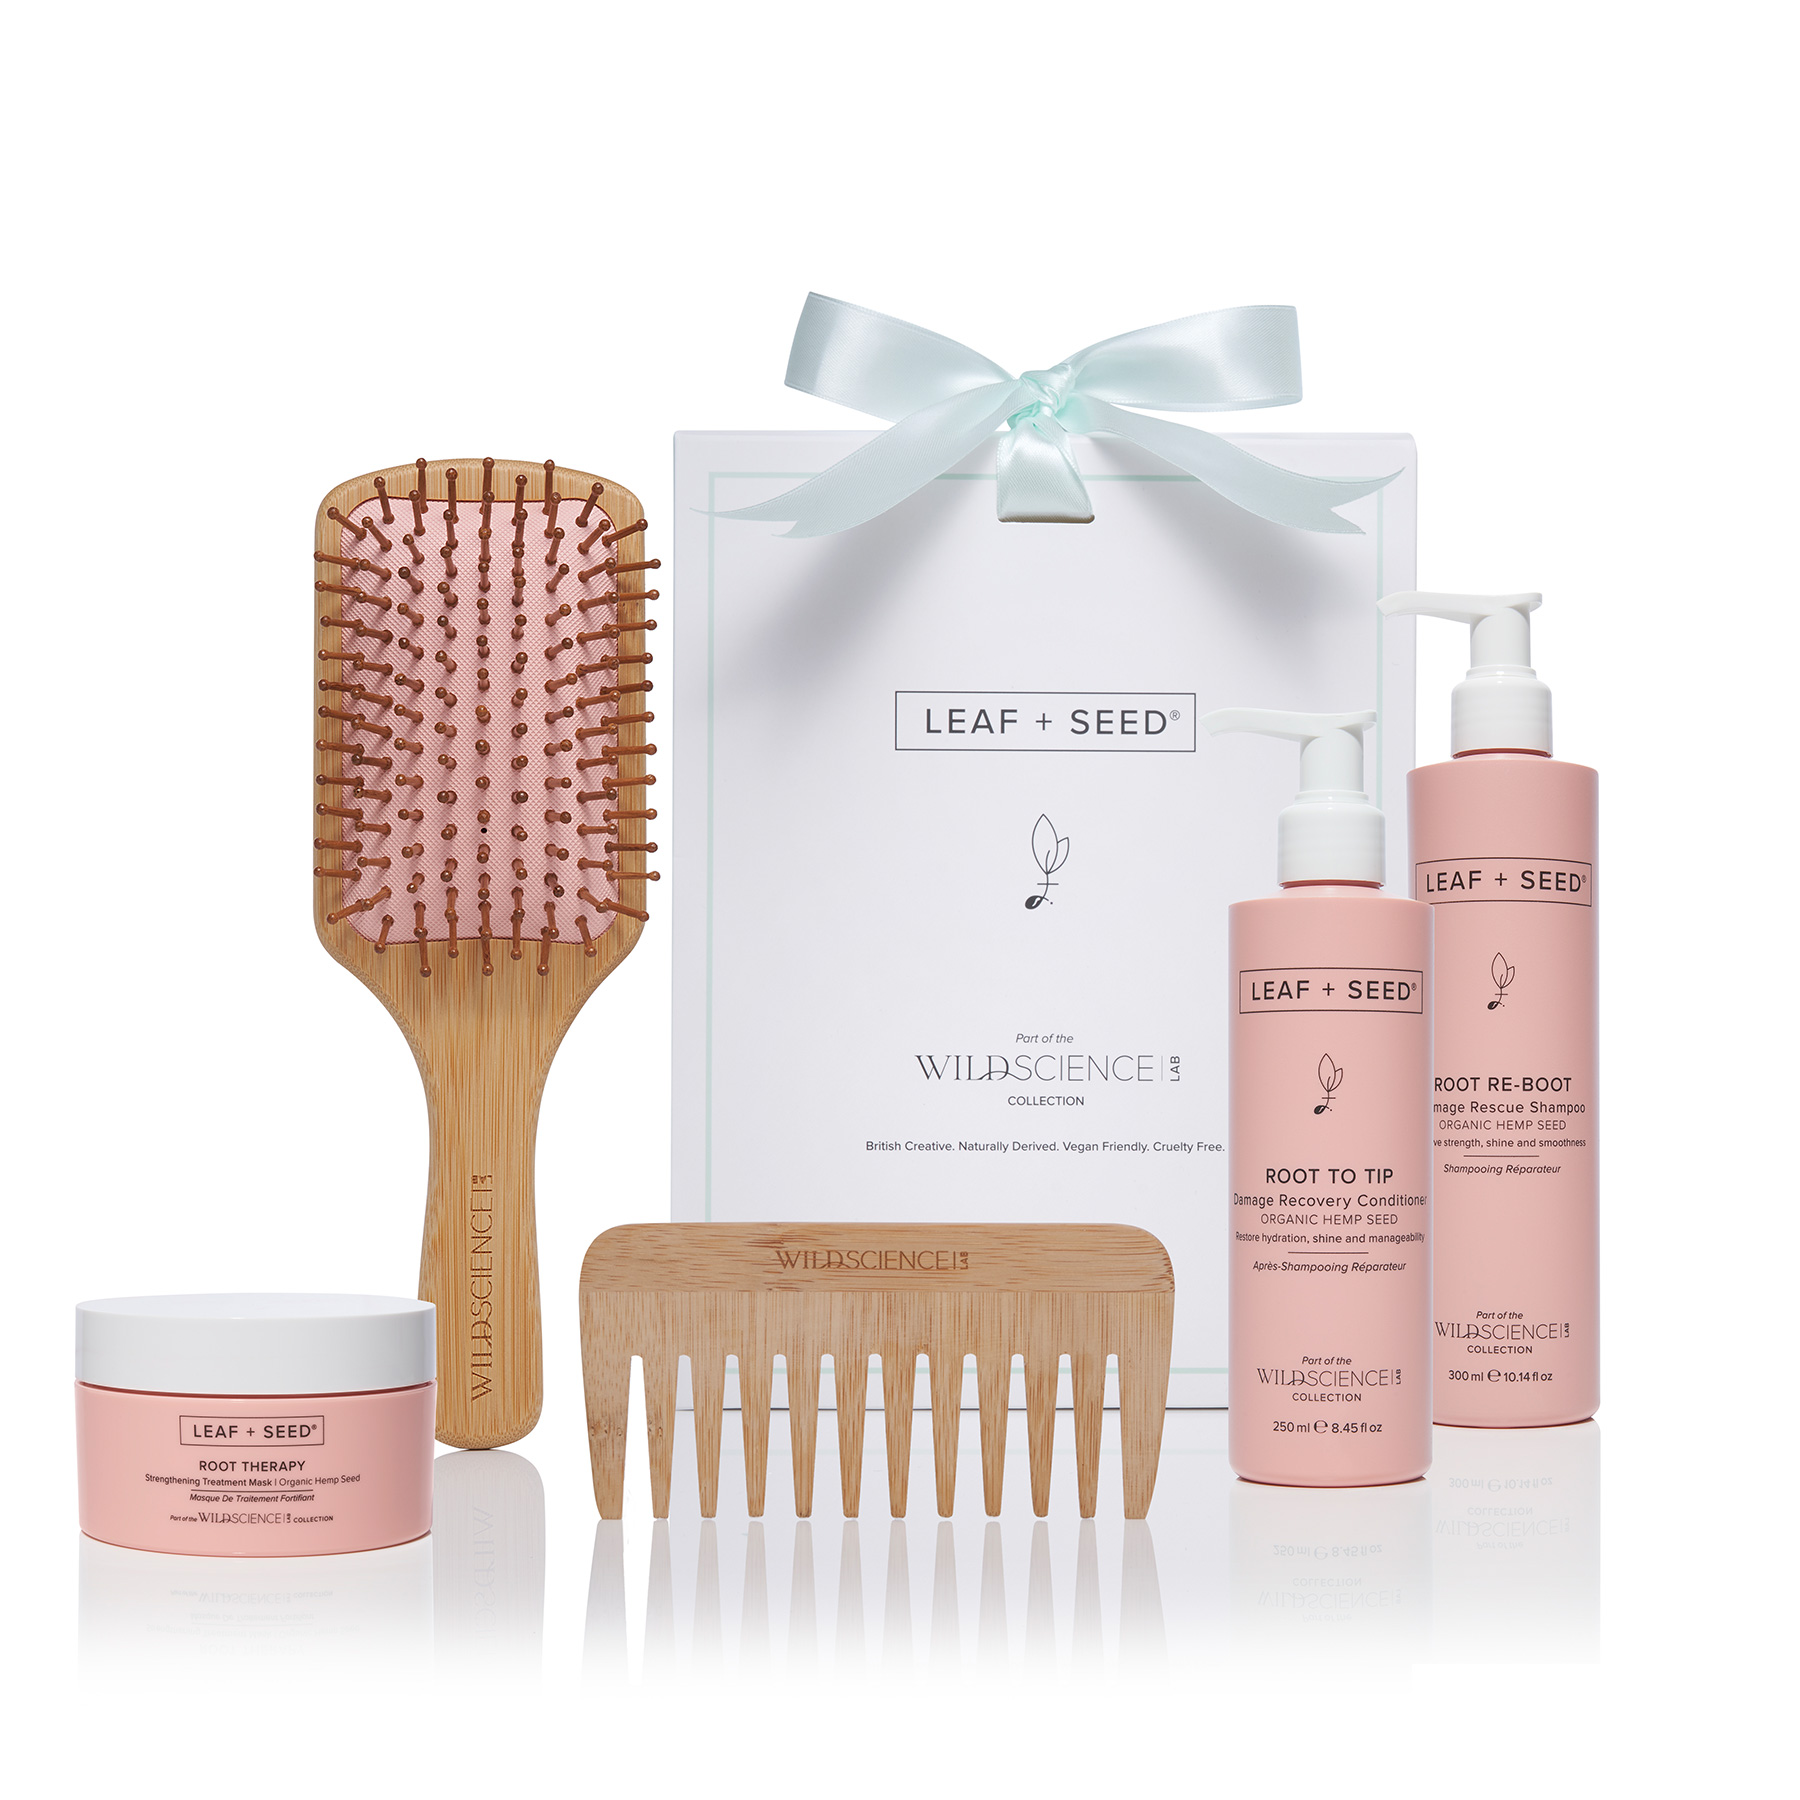 LEAF + SEED®
Part of the
WILDSCIENCE LAB
COLLECTION
British Creative. Naturally Derived. Vegan Friendly. Cruelty Free.
WILDSCIENCE LAB
WILDSCIENCE LAB
LEAF + SEED®
ROOT THERAPY
Strengthening Treatment Mask | Organic Hemp Seed
Masque De Traitement Fortifiant
Part of the WILDSCIENCE LAB COLLECTION
LEAF + SEED®
ROOT TO TIP
Damage Recovery Conditioner
ORGANIC HEMP SEED
Restore hydration, shine and manageability
Après-Shampooing Réparateur
Part of the
WILDSCIENCE LAB
COLLECTION
250 ml ℮ 8.45 fl oz
LEAF + SEED®
ROOT RE-BOOT
Rescue Shampoo
ORGANIC HEMP SEED
strength, shine and smoothness
Shampooing Réparateur
Part of the
WILDSCIENCE LAB
COLLECTION
300 ml ℮ 10.14 fl oz